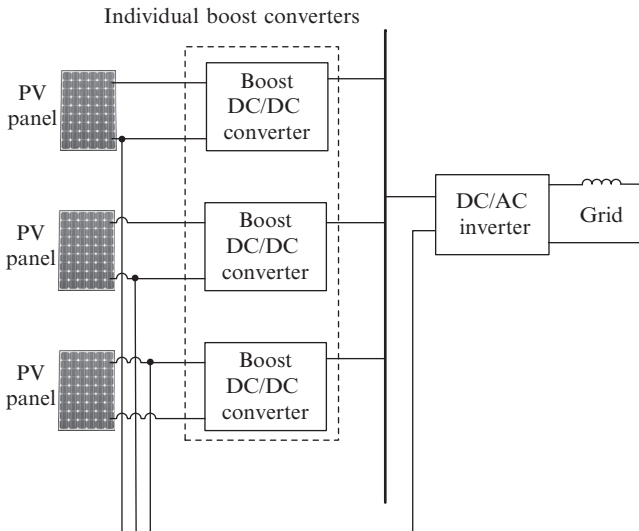 Individual boost converters
PV
panel
Boost
DC/DC
converter
PV
panel
Boost
DC/DC
converter
PV
panel
Boost
DC/DC
converter
DC/AC
inverter
Grid